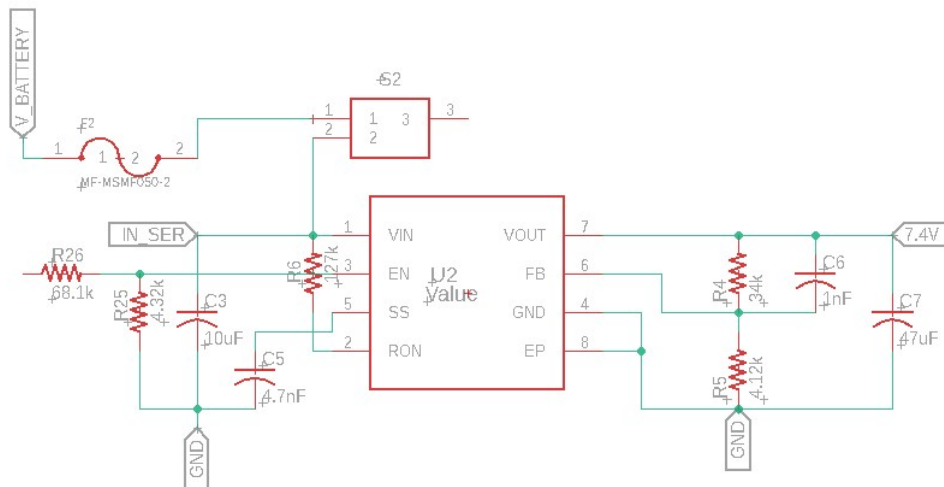 V_BATTERY
F2
1
1
2
2
MF-MSMF050-2
S2
1
2
1
2
3
3
IN_SER
R26
68.1k
R25
4.32k
C3
10uF
C5
4.7nF
R6
127k
GND
1
3
5
2
VIN
EN
SS
RON
U2
Value
VOUT
FB
GND
EP
7
6
4
8
R4
34k
C6
1nF
7.4V
C7
47uF
R5
4.12k
GND